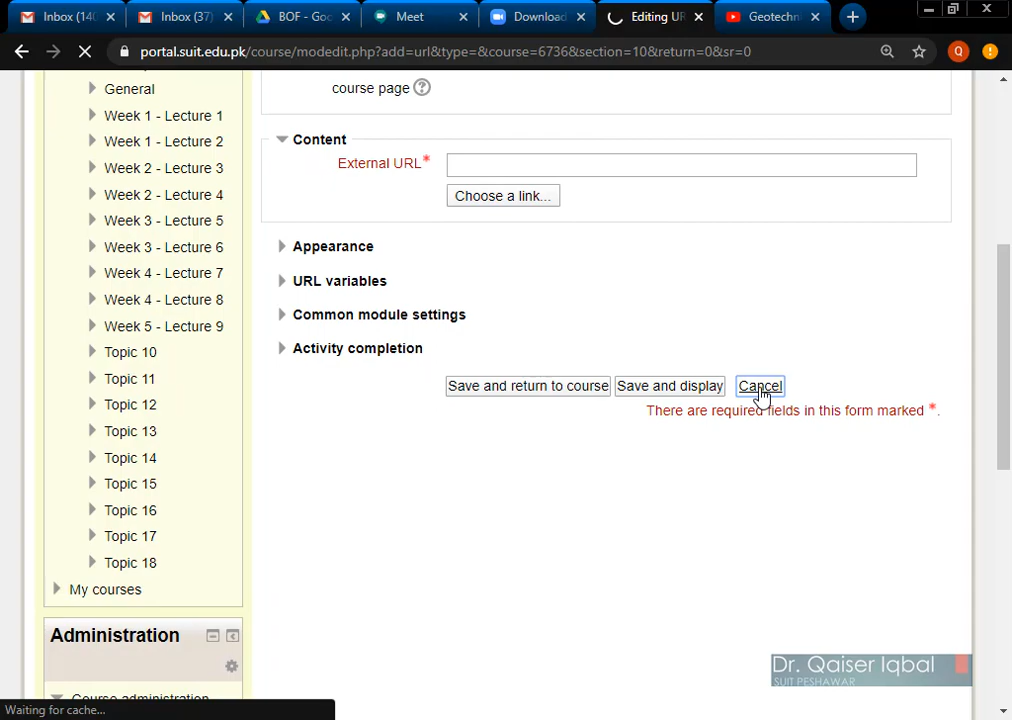 Inbox (140
Inbox (37)
BOF - Goo
Meet
Download
Editing UR
Geotechni
portal.suit.edu.pk/course/modedit.php?add=url&type=&course=6736&section=10&return=0&sr=0
Q
General
Week 1 - Lecture 1
Week 1 - Lecture 2
Week 2 - Lecture 3
Week 2 - Lecture 4
Week 3 - Lecture 5
Week 3 - Lecture 6
Week 4 - Lecture 7
Week 4 - Lecture 8
Week 5 - Lecture 9
Topic 10
Topic 11
Topic 12
Topic 13
Topic 14
Topic 15
Topic 16
Topic 17
Topic 18
My courses
Administration
Course administration
course page
Content
External URL*
Choose a link...
Appearance
URL variables
Common module settings
Activity completion
Save and return to course Save and display Cancel
There are required fields in this form marked *.
Dr. Qaiser Iqbal
SUIT PESHAWAR
Waiting for cache...